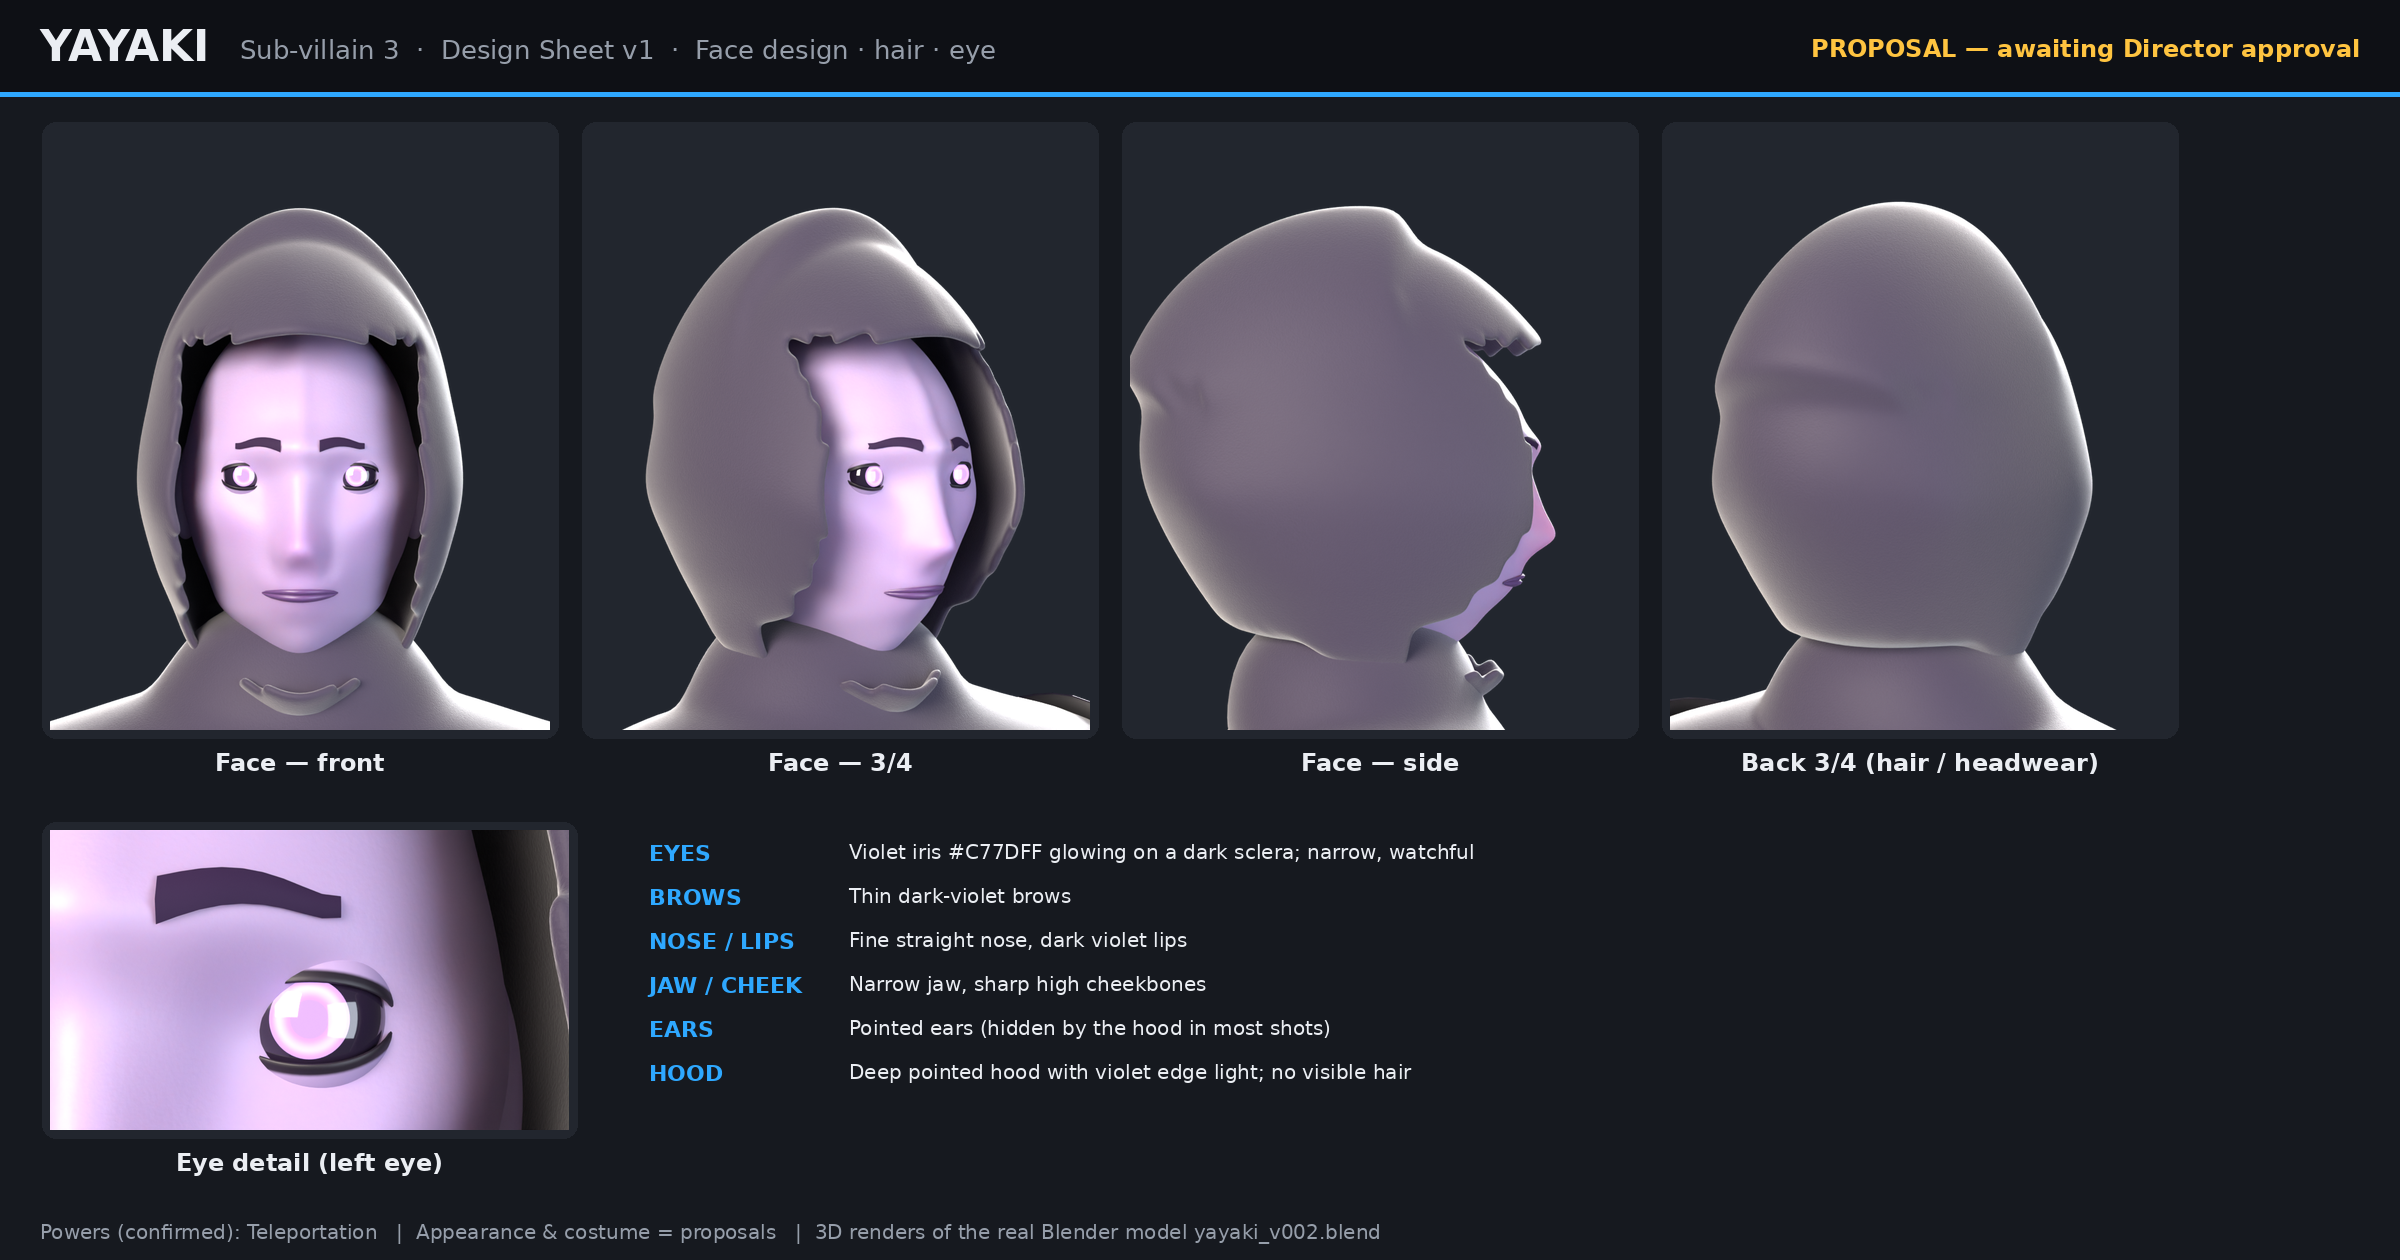 YAYAKI Sub-villain 3 · Design Sheet v1 · Face design · hair · eye PROPOSAL — awaiting Director approval
Face — front Face — 3/4 Face — side Back 3/4 (hair / headwear)
EYES Violet iris #C77DFF glowing on a dark sclera; narrow, watchful
BROWS Thin dark-violet brows
NOSE / LIPS Fine straight nose, dark violet lips
JAW / CHEEK Narrow jaw, sharp high cheekbones
EARS Pointed ears (hidden by the hood in most shots)
HOOD Deep pointed hood with violet edge light; no visible hair
Eye detail (left eye)
Powers (confirmed): Teleportation | Appearance & costume = proposals | 3D renders of the real Blender model yayaki_v002.blend